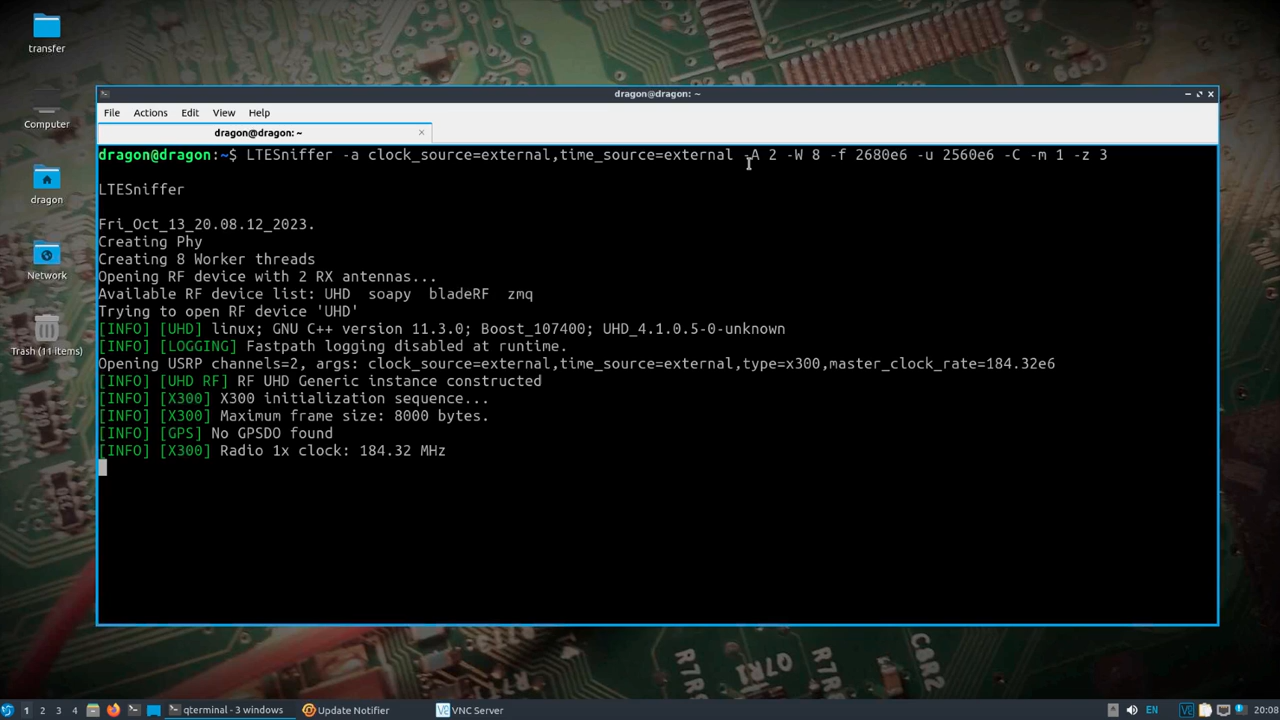 transfer
Computer
dragon
Network
Trash (11 items)
dragon@dragon: ~
File Actions Edit View Help
dragon@dragon: ~
dragon@dragon:~$ LTESniffer -a clock_source=external,time_source=external -A 2 -W 8 -f 2680e6 -u 2560e6 -C -m 1 -z 3
LTESniffer
Fri_Oct_13_20.08.12_2023.
Creating Phy
Creating 8 Worker threads
Opening RF device with 2 RX antennas...
Available RF device list: UHD soapy bladeRF zmq
Trying to open RF device 'UHD'
[INFO] [UHD] linux; GNU C++ version 11.3.0; Boost_107400; UHD_4.1.0.5-0-unknown
[INFO] [LOGGING] Fastpath logging disabled at runtime.
Opening USRP channels=2, args: clock_source=external,time_source=external,type=x300,master_clock_rate=184.32e6
[INFO] [UHD RF] RF UHD Generic instance constructed
[INFO] [X300] X300 initialization sequence...
[INFO] [X300] Maximum frame size: 8000 bytes.
[INFO] [GPS] No GPSDO found
[INFO] [X300] Radio 1x clock: 184.32 MHz
R7R
Q7RI
R7R
C8R2
1 2 3 4 qterminal - 3 windows Update Notifier VNC Server EN 20:08